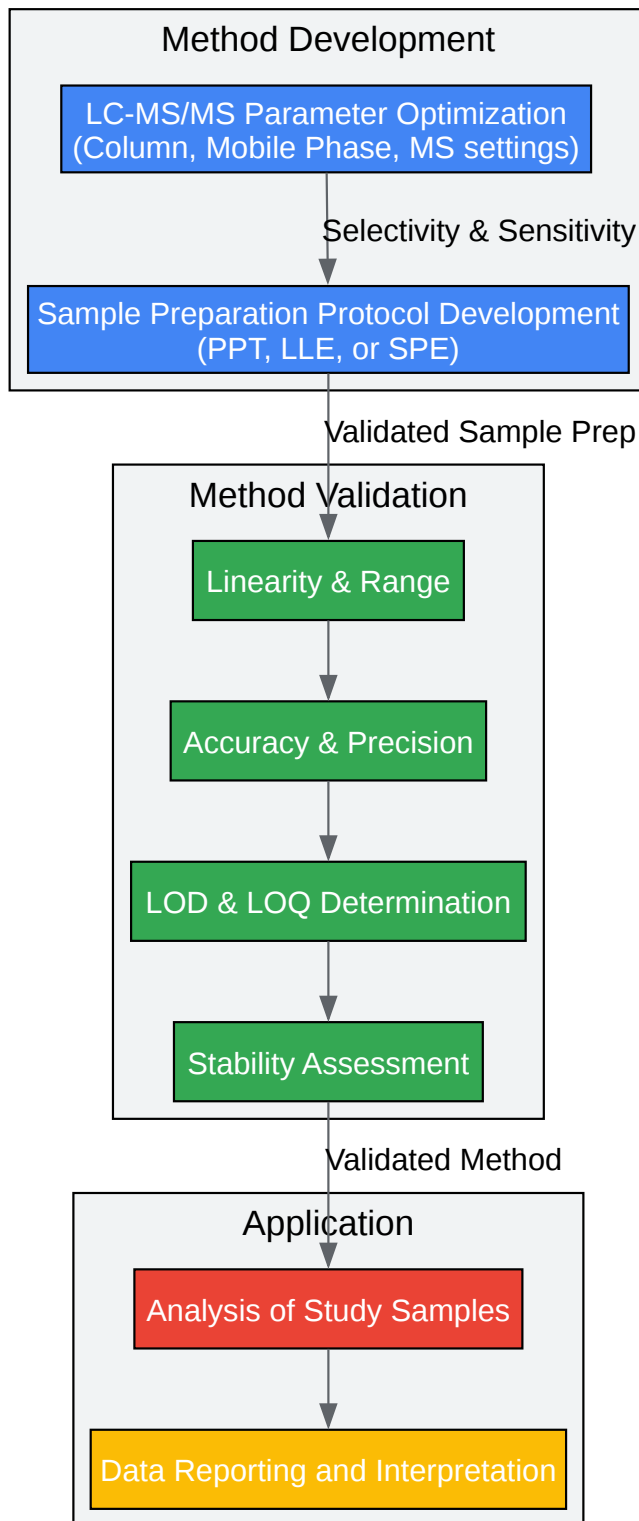 Method Development
LC-MS/MS Parameter Optimization
(Column, Mobile Phase, MS settings)
Selectivity & Sensitivity
Sample Preparation Protocol Development
(PPT, LLE, or SPE)
Validated Sample Prep
Method Validation
Linearity & Range
Accuracy & Precision
LOD & LOQ Determination
Stability Assessment
Validated Method
Application
Analysis of Study Samples
Data Reporting and Interpretation